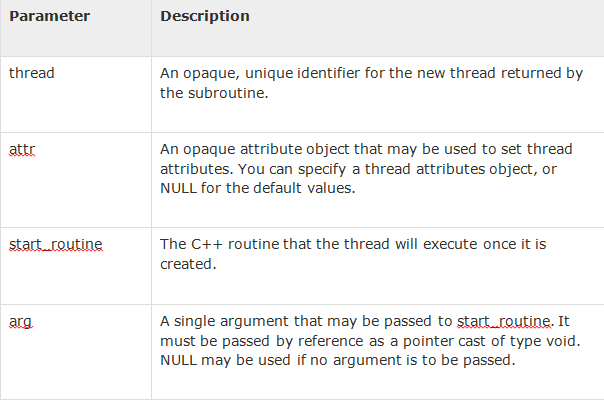 Parameter Description
thread An opaque, unique identifier for the new thread returned by
the subroutine.
attr An opaque attribute object that may be used to set thread
attributes. You can specify a thread attributes object, or
NULL for the default values.
start_routine The C++ routine that the thread will execute once it is
created.
arg A single argument that may be passed to start_routine. It
must be passed by reference as a pointer cast of type void.
NULL may be used if no argument is to be passed.